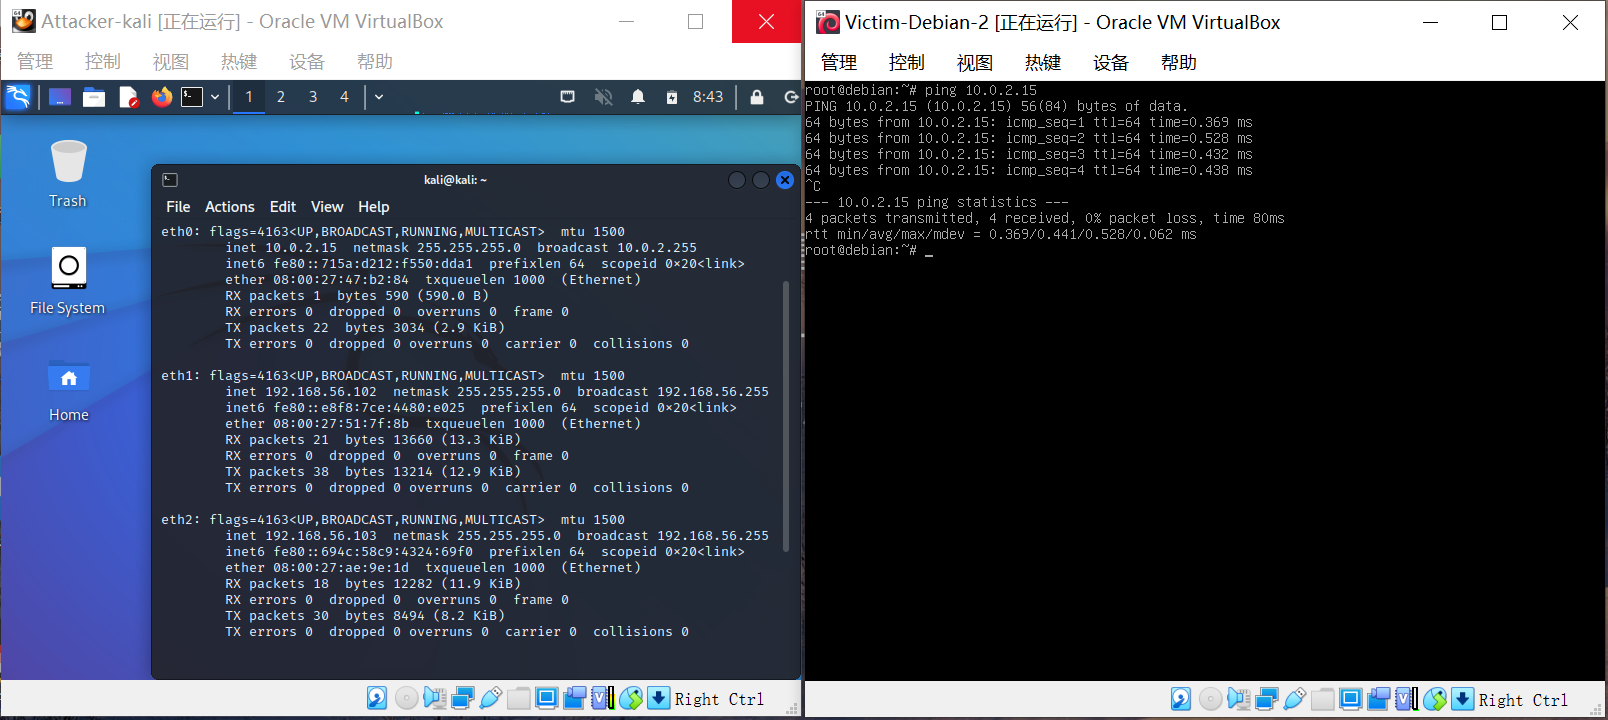 Attacker-kali [正在运行] - Oracle VM VirtualBox
管理 控制 视图 热键 设备 帮助
1 2 3 4 8:43
Trash
File System
Home
kali@kali: ~
File Actions Edit View Help
eth0: flags=4163<UP,BROADCAST,RUNNING,MULTICAST>  mtu 1500
        inet 10.0.2.15  netmask 255.255.255.0  broadcast 10.0.2.255
        inet6 fe80::715a:d212:f550:dda1  prefixlen 64  scopeid 0×20<link>
        ether 08:00:27:47:b2:84  txqueuelen 1000  (Ethernet)
        RX packets 1  bytes 590 (590.0 B)
        RX errors 0  dropped 0  overruns 0  frame 0
        TX packets 22  bytes 3034 (2.9 KiB)
        TX errors 0  dropped 0 overruns 0  carrier 0  collisions 0
eth1: flags=4163<UP,BROADCAST,RUNNING,MULTICAST>  mtu 1500
        inet 192.168.56.102  netmask 255.255.255.0  broadcast 192.168.56.255
        inet6 fe80::e8f8:7ce:4480:e025  prefixlen 64  scopeid 0×20<link>
        ether 08:00:27:51:7f:8b  txqueuelen 1000  (Ethernet)
        RX packets 21  bytes 13660 (13.3 KiB)
        RX errors 0  dropped 0  overruns 0  frame 0
        TX packets 38  bytes 13214 (12.9 KiB)
        TX errors 0  dropped 0 overruns 0  carrier 0  collisions 0
eth2: flags=4163<UP,BROADCAST,RUNNING,MULTICAST>  mtu 1500
        inet 192.168.56.103  netmask 255.255.255.0  broadcast 192.168.56.255
        inet6 fe80::694c:58c9:4324:69f0  prefixlen 64  scopeid 0×20<link>
        ether 08:00:27:ae:9e:1d  txqueuelen 1000  (Ethernet)
        RX packets 18  bytes 12282 (11.9 KiB)
        RX errors 0  dropped 0  overruns 0  frame 0
        TX packets 30  bytes 8494 (8.2 KiB)
        TX errors 0  dropped 0 overruns 0  carrier 0  collisions 0
Right Ctrl
Victim-Debian-2 [正在运行] - Oracle VM VirtualBox
管理 控制 视图 热键 设备 帮助
root@debian:~# ping 10.0.2.15
PING 10.0.2.15 (10.0.2.15) 56(84) bytes of data.
64 bytes from 10.0.2.15: icmp_seq=1 ttl=64 time=0.369 ms
64 bytes from 10.0.2.15: icmp_seq=2 ttl=64 time=0.528 ms
64 bytes from 10.0.2.15: icmp_seq=3 ttl=64 time=0.432 ms
64 bytes from 10.0.2.15: icmp_seq=4 ttl=64 time=0.438 ms
^C
--- 10.0.2.15 ping statistics ---
4 packets transmitted, 4 received, 0% packet loss, time 80ms
rtt min/avg/max/mdev = 0.369/0.441/0.528/0.062 ms
root@debian:~# _
Right Ctrl